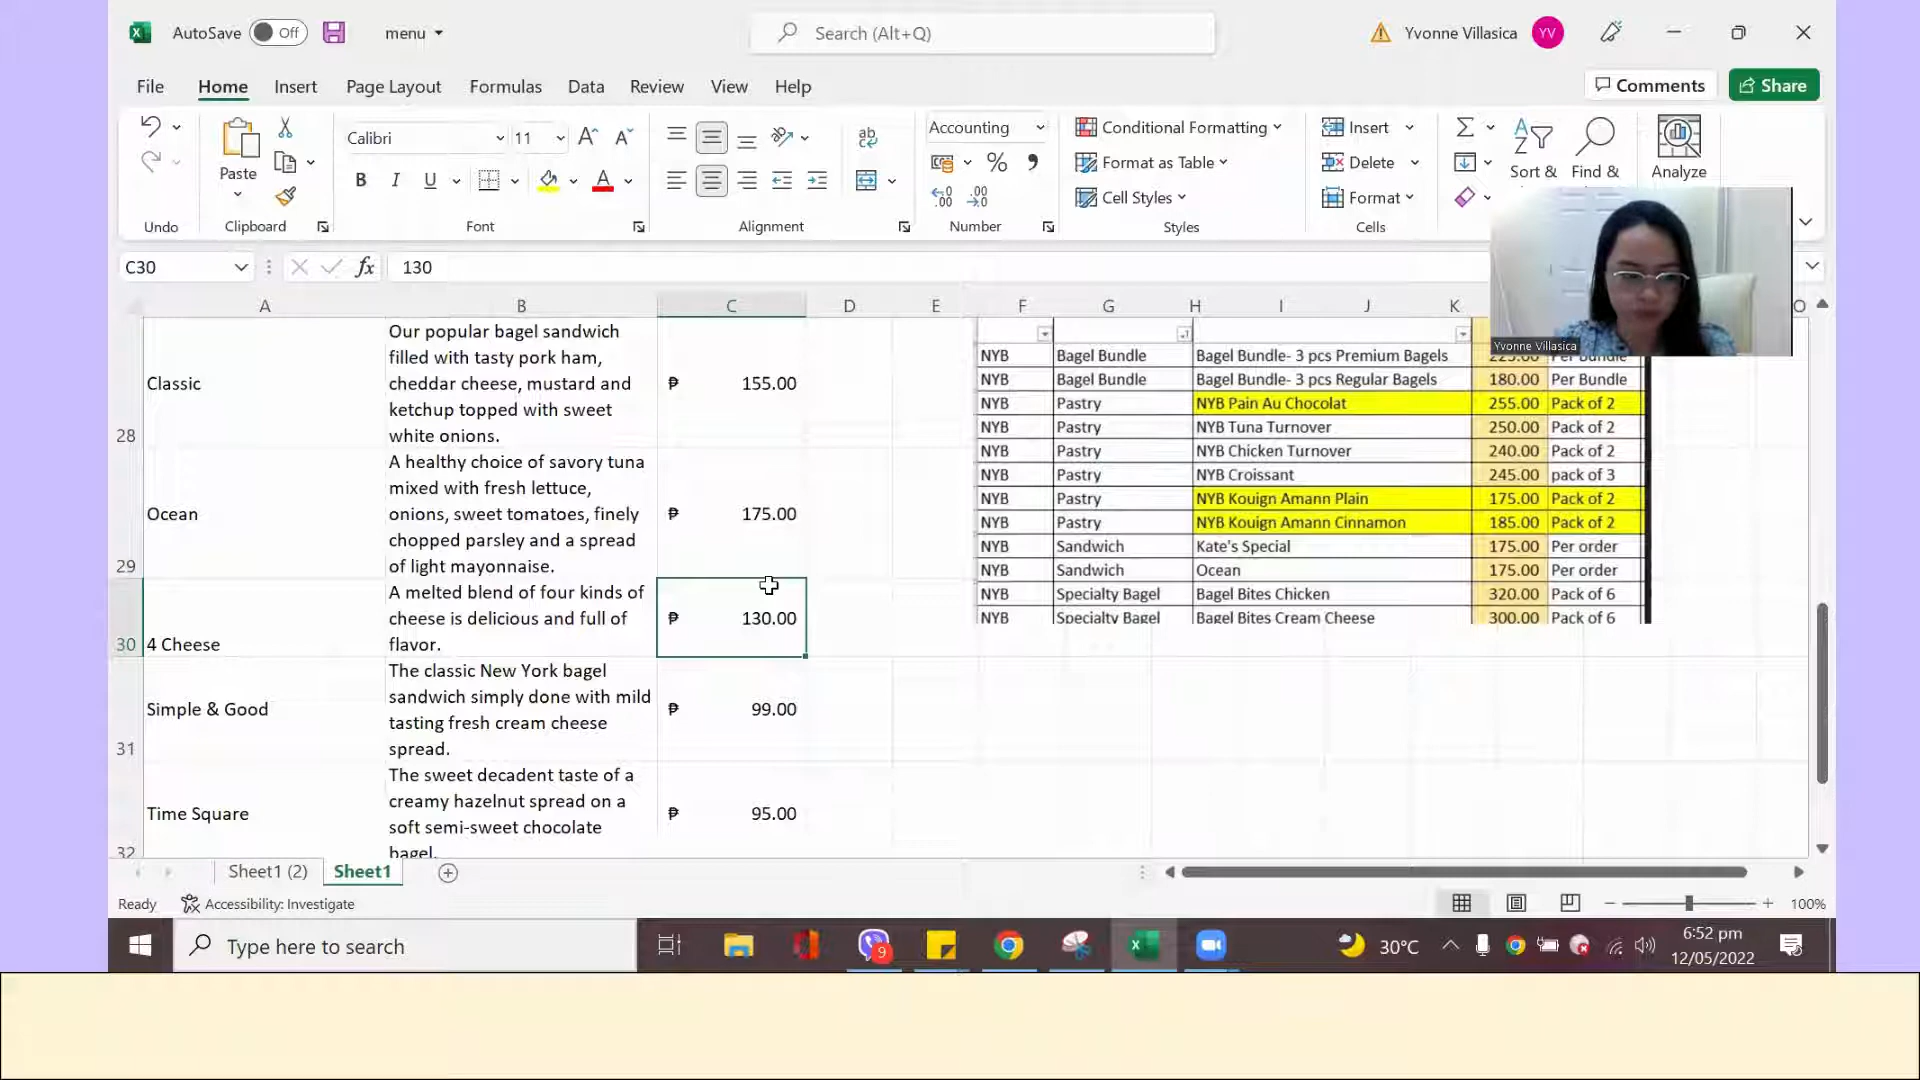 AutoSave Off menu Search (Alt+Q) Yvonne Villasica YV
File Home Insert Page Layout Formulas Data Review View Help Comments Share
Calibri 11 Accounting Conditional Formatting Insert
Paste Format as Table Delete Sort & Find & Analyze
B I U Cell Styles Format
Undo Clipboard Font Alignment Number Styles Cells
C30 fx 130
Yvonne Villasica
A B C D E F G H I J K O
28 Classic
Our popular bagel sandwich
filled with tasty pork ham,
cheddar cheese, mustard and
ketchup topped with sweet
white onions.
₱ 155.00
29 Ocean
A healthy choice of savory tuna
mixed with fresh lettuce,
onions, sweet tomatoes, finely
chopped parsley and a spread
of light mayonnaise.
₱ 175.00
30 4 Cheese
A melted blend of four kinds of
cheese is delicious and full of
flavor.
₱ 130.00
31 Simple & Good
The classic New York bagel
sandwich simply done with mild
tasting fresh cream cheese
spread.
₱ 99.00
32 Time Square
The sweet decadent taste of a
creamy hazelnut spread on a
soft semi-sweet chocolate
bagel.
₱ 95.00
NYB Bagel Bundle Bagel Bundle- 3 pcs Premium Bagels 225.00 Per Bundle
NYB Bagel Bundle Bagel Bundle- 3 pcs Regular Bagels 180.00 Per Bundle
NYB Pastry NYB Pain Au Chocolat 255.00 Pack of 2
NYB Pastry NYB Tuna Turnover 250.00 Pack of 2
NYB Pastry NYB Chicken Turnover 240.00 Pack of 2
NYB Pastry NYB Croissant 245.00 pack of 3
NYB Pastry NYB Kouign Amann Plain 175.00 Pack of 2
NYB Pastry NYB Kouign Amann Cinnamon 185.00 Pack of 2
NYB Sandwich Kate's Special 175.00 Per order
NYB Sandwich Ocean 175.00 Per order
NYB Specialty Bagel Bagel Bites Chicken 320.00 Pack of 6
NYB Specialty Bagel Bagel Bites Cream Cheese 300.00 Pack of 6
Sheet1 (2) Sheet1
Ready Accessibility: Investigate 100%
Type here to search 9 30°C 6:52 pm
12/05/2022